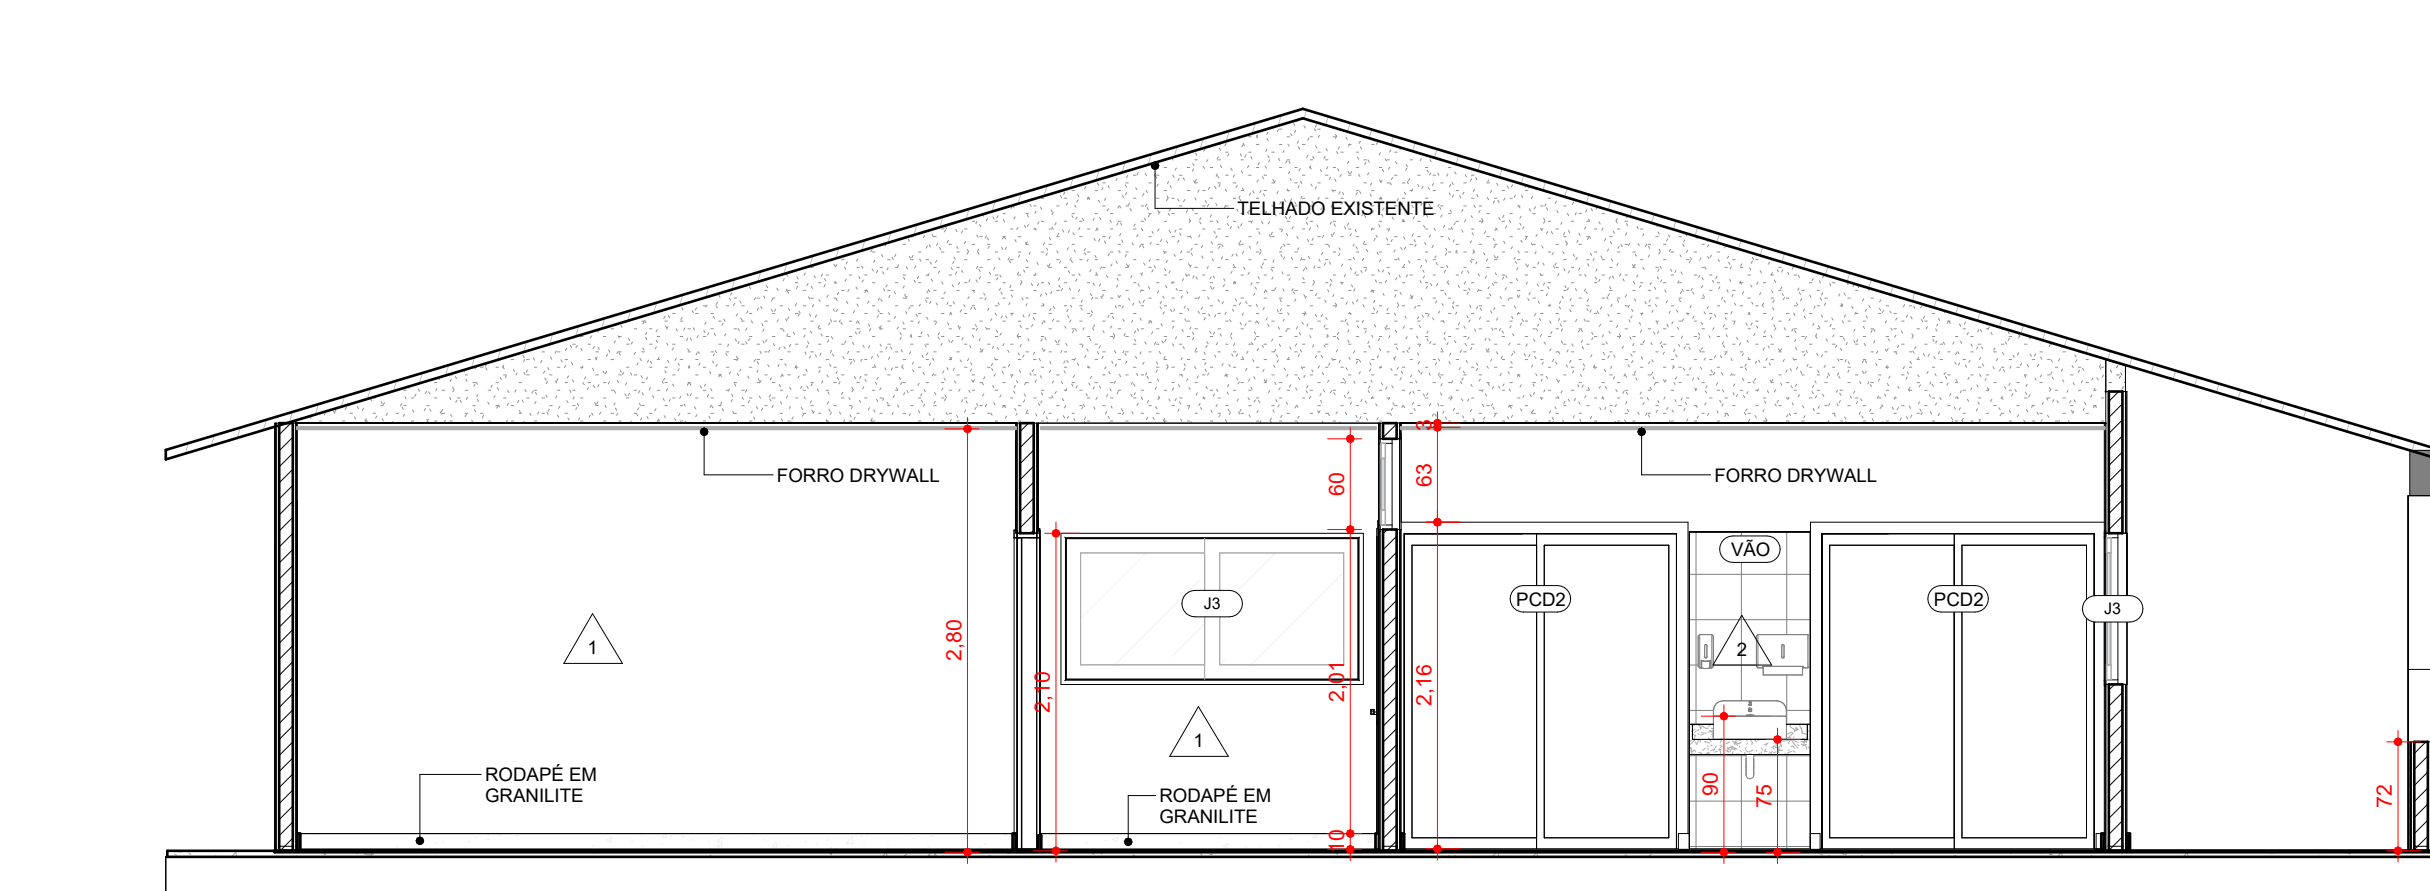 TELHADO EXISTENTE
3
FORRO DRYWALL
60
63
FORRO DRYWALL
VÃO
J3
PCD2
PCD2
J3
1
2,80
2,10
2,01
2,16
2
1
RODAPÉ EM
GRANILITE
RODAPÉ EM
GRANILITE
90
75
72
10